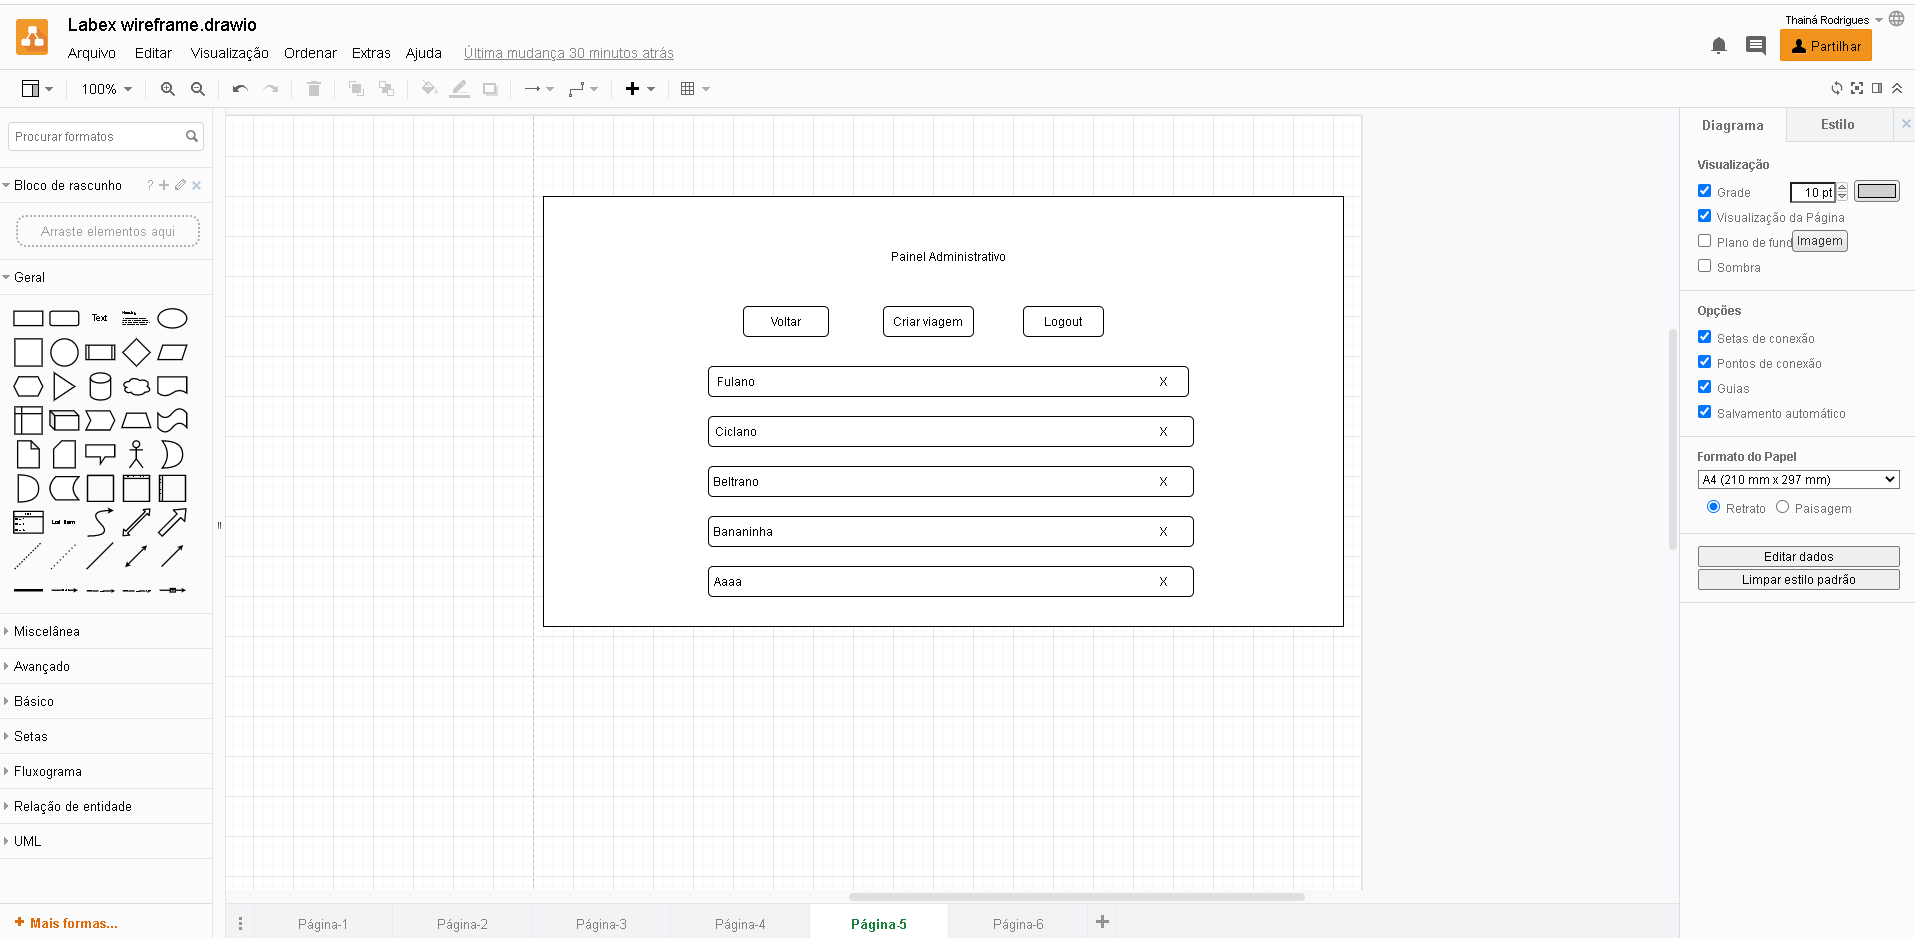 Labex wireframe.drawio
Thainá Rodrigues
Arquivo Editar Visualização Ordenar Extras Ajuda Última mudança 30 minutos atrás
Partilhar
100%
Procurar formatos
Bloco de rascunho ?
Arraste elementos aqui
Geral
Text
List Item
Miscelânea
Avançado
Básico
Setas
Fluxograma
Relação de entidade
UML
+ Mais formas...
Painel Administrativo
Voltar Criar viagem Logout
Fulano X
Ciclano X
Beltrano X
Bananinha X
Aaaa X
Página-1 Página-2 Página-3 Página-4 Página-5 Página-6
Diagrama Estilo
Visualização
Grade 10 pt
Visualização da Página
Plano de fund Imagem
Sombra
Opções
Setas de conexão
Pontos de conexão
Guias
Salvamento automático
Formato do Papel
A4 (210 mm x 297 mm)
Retrato Paisagem
Editar dados
Limpar estilo padrão